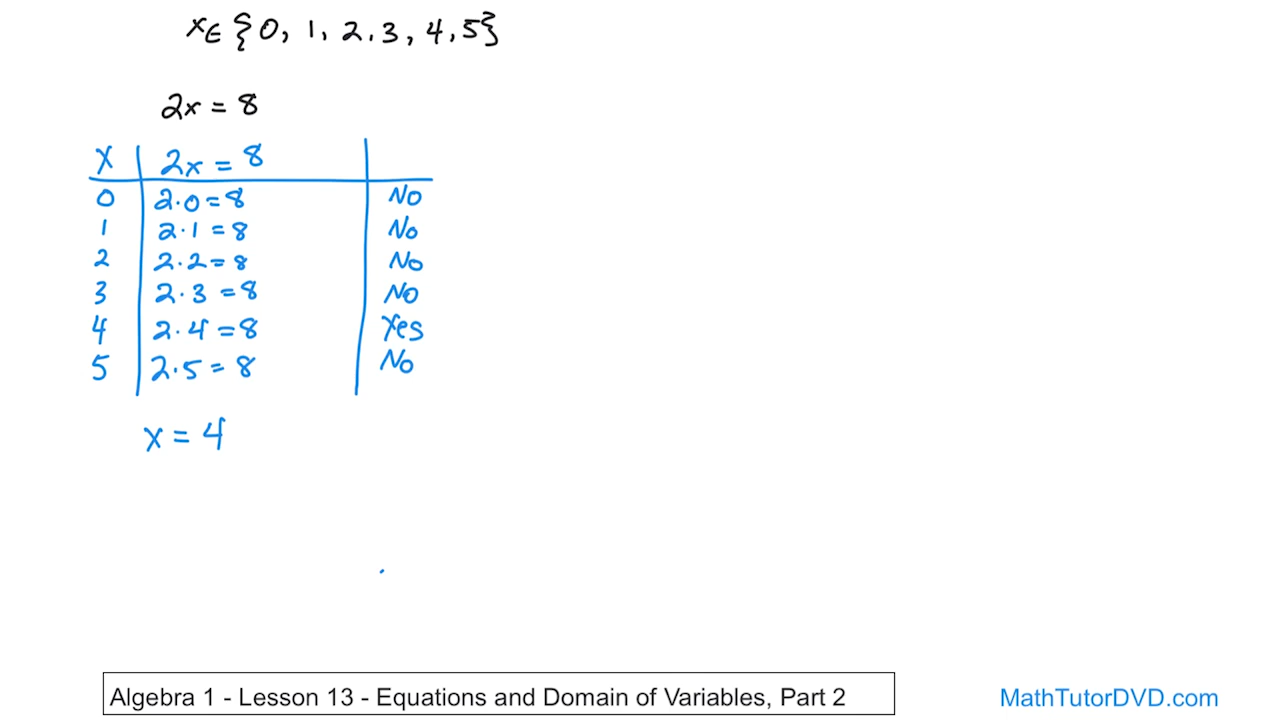 x∈ {0, 1, 2.3, 4, 5}
2x = 8
X 2x = 8
0 2·0=8 No
1 2·1=8 No
2 2·2=8 No
3 2·3=8 No
4 2·4=8 Yes
5 2·5=8 No
x = 4
Algebra 1 - Lesson 13 - Equations and Domain of Variables, Part 2
MathTutorDVD.com